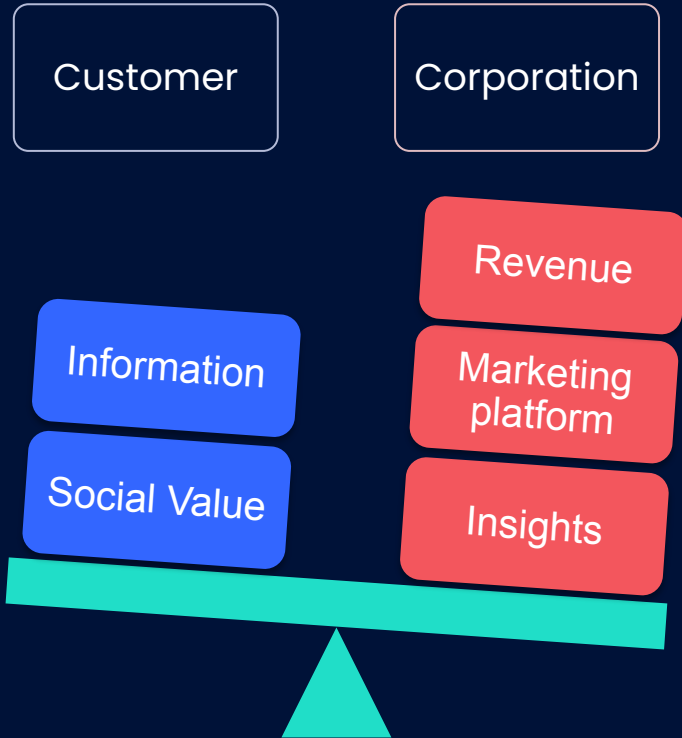 Customer
Corporation
Information
Social Value
Revenue
Marketing
platform
Insights